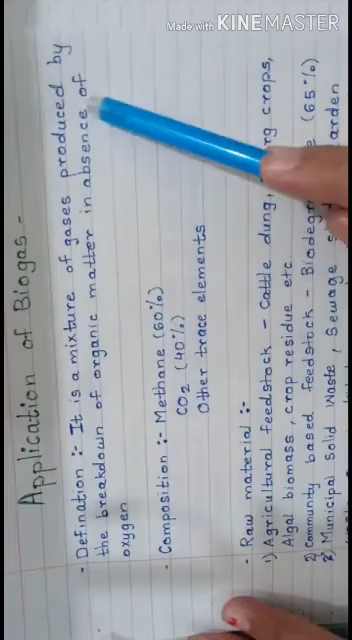 Made with KINEMASTER
Application of Biogas -
- Defination :- It is a mixture of gases produced by
the breakdown of organic matter in absence of
oxygen
- Composition :- Methane (60%)
CO2 (40%)
Other trace elements
- Raw material :-
1) Agricultural feedstock - Cattle dung, crops,
Algal biomass, crop residue etc
2) Community based feedstock - (65%)
Municipal Solid Waste, Sewage